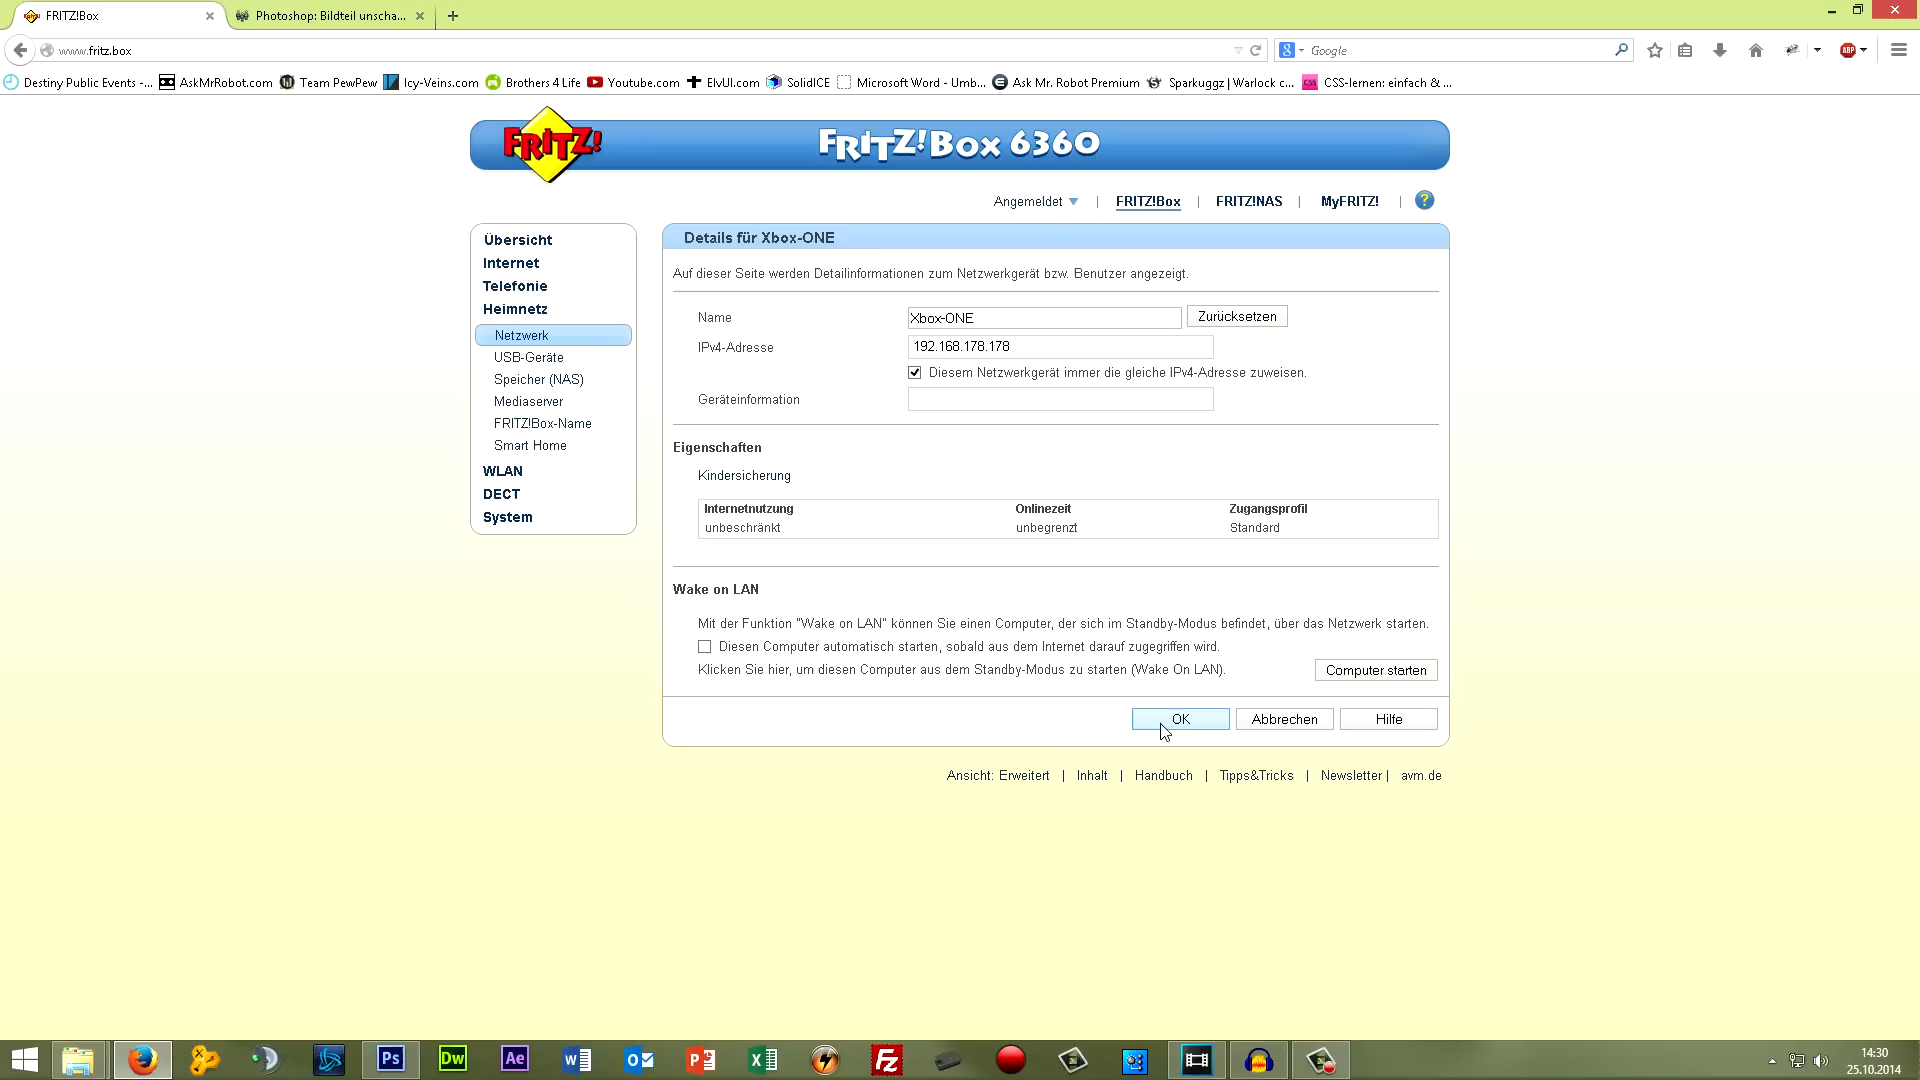 FRITZ!Box
Photoshop: Bildteil unscha...
www.fritz.box
Google
Destiny Public Events -... AskMrRobot.com Team PewPew Icy-Veins.com Brothers 4 Life Youtube.com ElvUI.com SolidICE Microsoft Word - Umb... Ask Mr. Robot Premium Sparkuggz | Warlock c... CSS-lernen: einfach & ...
FRITZ!
FRITZ!Box 6360
Angemeldet | FRITZ!Box | FRITZ!NAS | MyFRITZ! | ?
Übersicht
Internet
Telefonie
Heimnetz
Netzwerk
USB-Geräte
Speicher (NAS)
Mediaserver
FRITZ!Box-Name
Smart Home
WLAN
DECT
System
Details für Xbox-ONE
Auf dieser Seite werden Detailinformationen zum Netzwerkgerät bzw. Benutzer angezeigt.
Name Xbox-ONE Zurücksetzen
IPv4-Adresse 192.168.178.178
Diesem Netzwerkgerät immer die gleiche IPv4-Adresse zuweisen.
Geräteinformation
Eigenschaften
Kindersicherung
Internetnutzung Onlinezeit Zugangsprofil
unbeschränkt unbegrenzt Standard
Wake on LAN
Mit der Funktion "Wake on LAN" können Sie einen Computer, der sich im Standby-Modus befindet, über das Netzwerk starten.
Diesen Computer automatisch starten, sobald aus dem Internet darauf zugegriffen wird.
Klicken Sie hier, um diesen Computer aus dem Standby-Modus zu starten (Wake On LAN). Computer starten
OK Abbrechen Hilfe
Ansicht: Erweitert | Inhalt | Handbuch | Tipps&Tricks | Newsletter | avm.de
Ps Dw Ae
14:30
25.10.2014